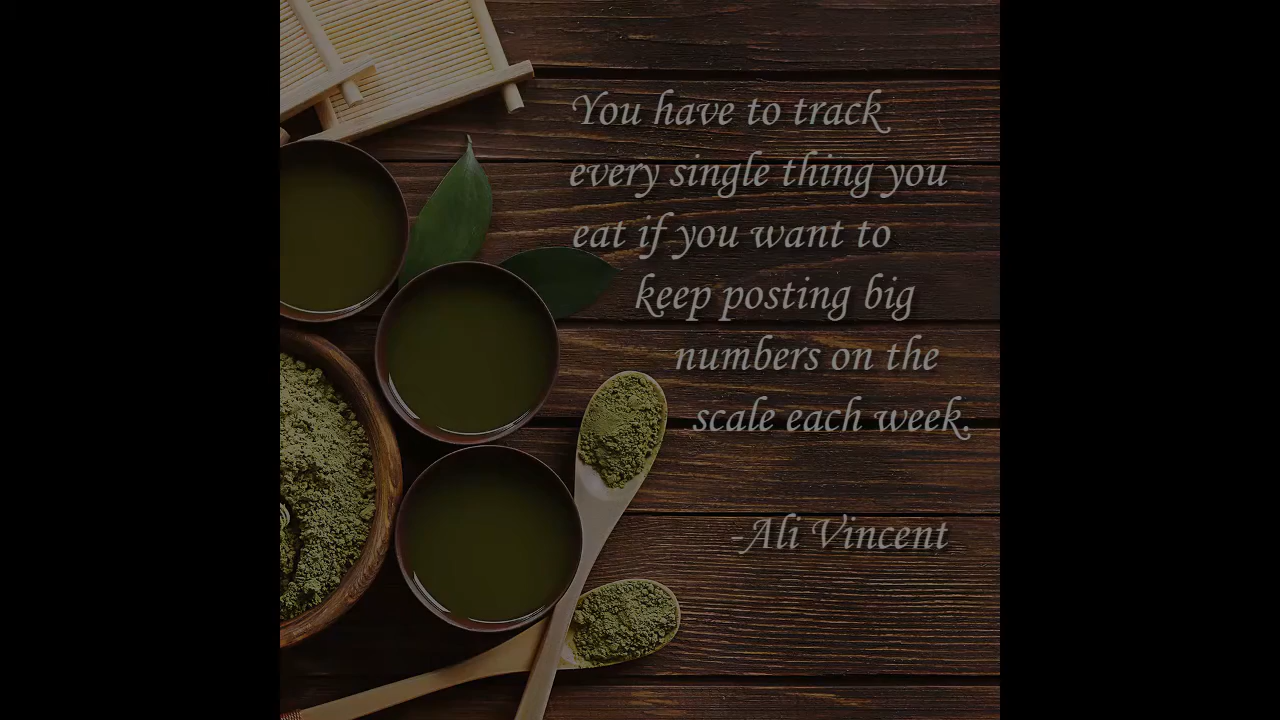 You have to track
every single thing you
eat if you want to
keep posting big
numbers on the
scale each week.
-Ali Vincent